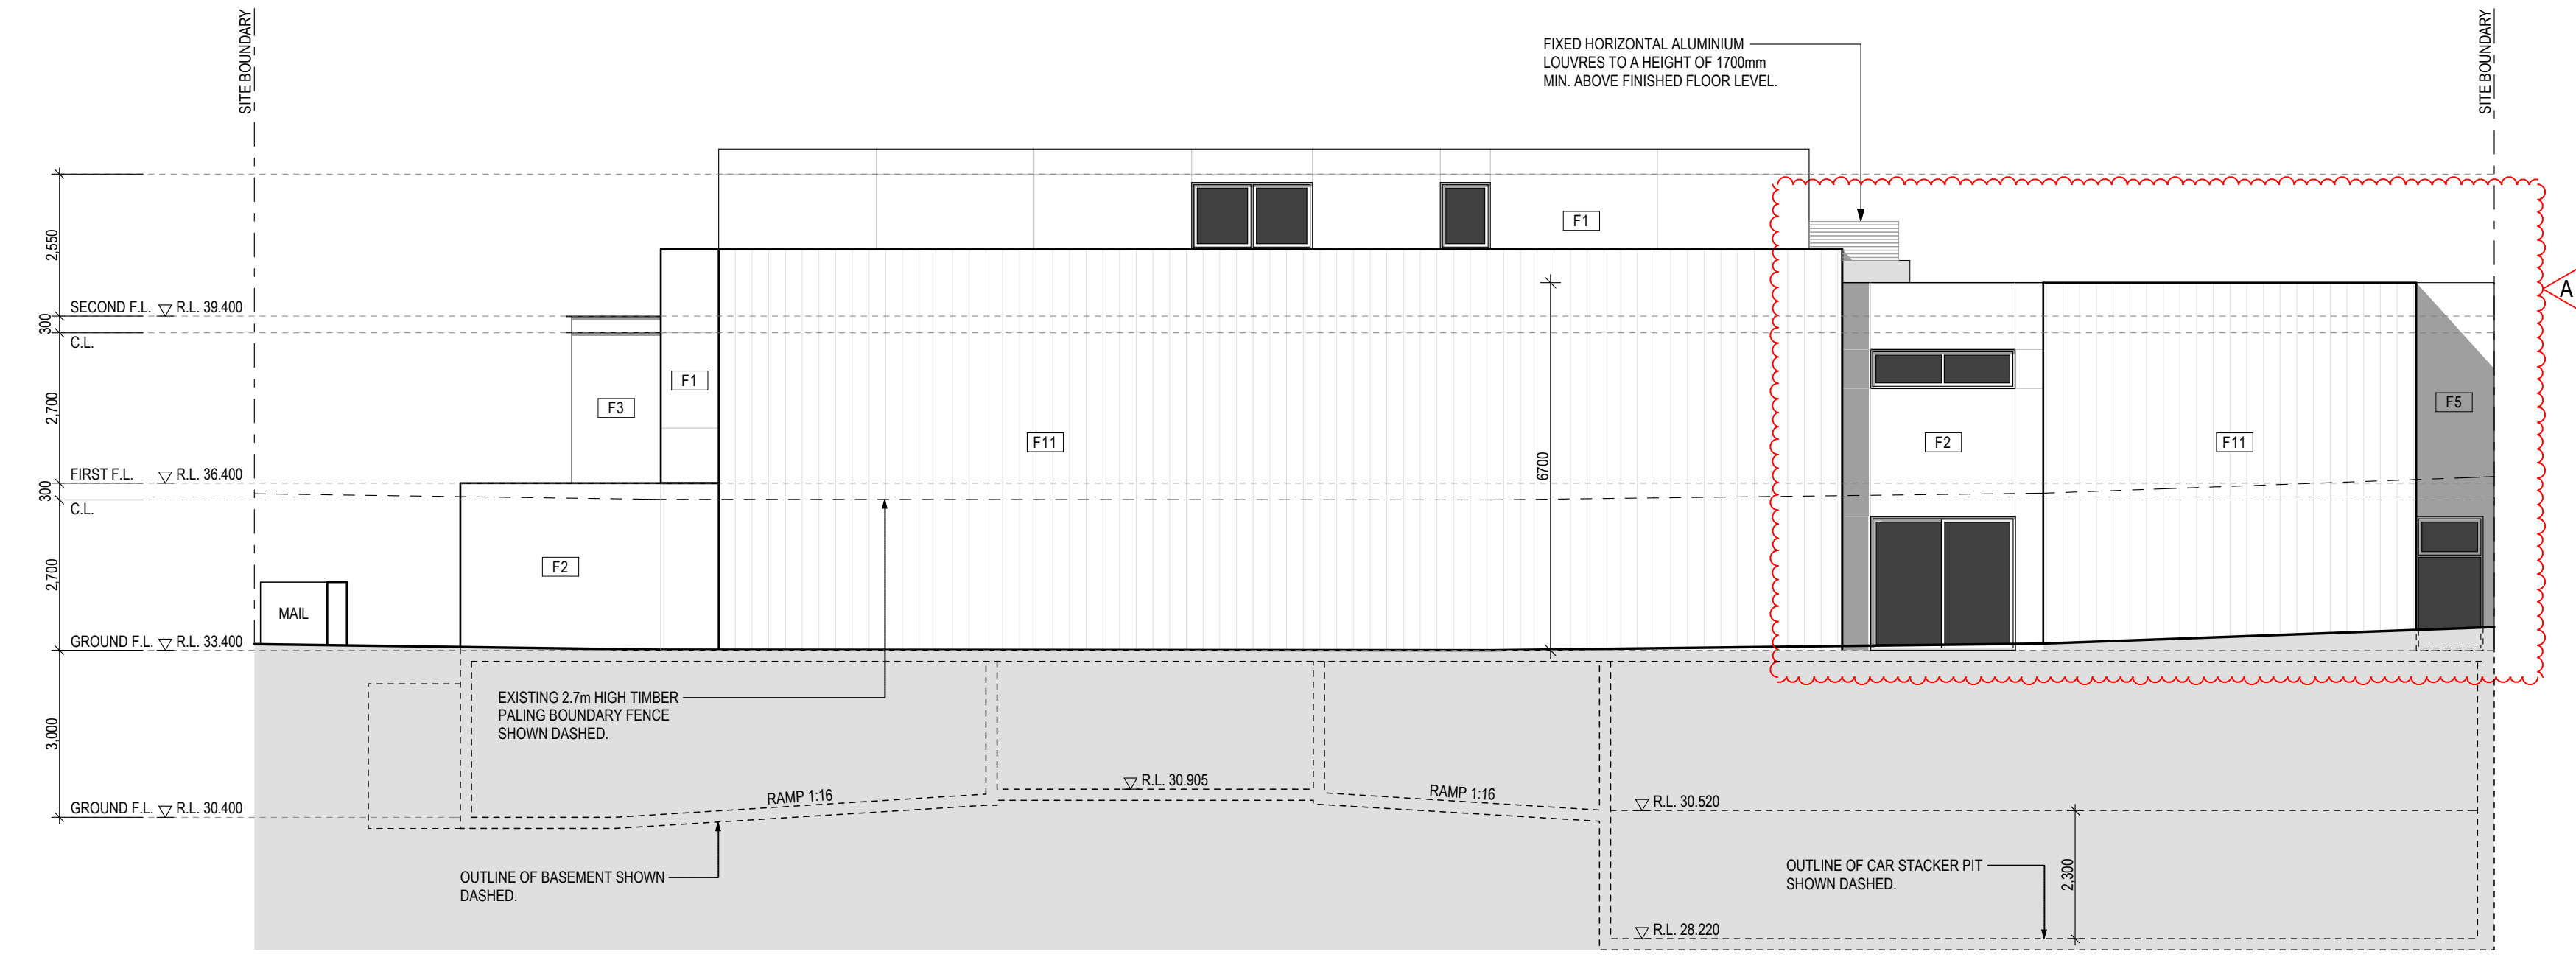 SITE BOUNDARY
SITE BOUNDARY
FIXED HORIZONTAL ALUMINIUM
LOUVRES TO A HEIGHT OF 1700mm
MIN. ABOVE FINISHED FLOOR LEVEL.
2,550
F1
A
SECOND F.L. R.L. 39.400
300
C.L.
F1
F3
2,700
F5
F11
F2
F11
6700
FIRST F.L. R.L. 36.400
300
C.L.
F2
2,700
MAIL
GROUND F.L. R.L. 33.400
EXISTING 2.7m HIGH TIMBER
PALING BOUNDARY FENCE
SHOWN DASHED.
3,000
R.L. 30.905
RAMP 1:16
RAMP 1:16
R.L. 30.520
GROUND F.L. R.L. 30.400
OUTLINE OF BASEMENT SHOWN
DASHED.
OUTLINE OF CAR STACKER PIT
SHOWN DASHED.
2,300
R.L. 28.220